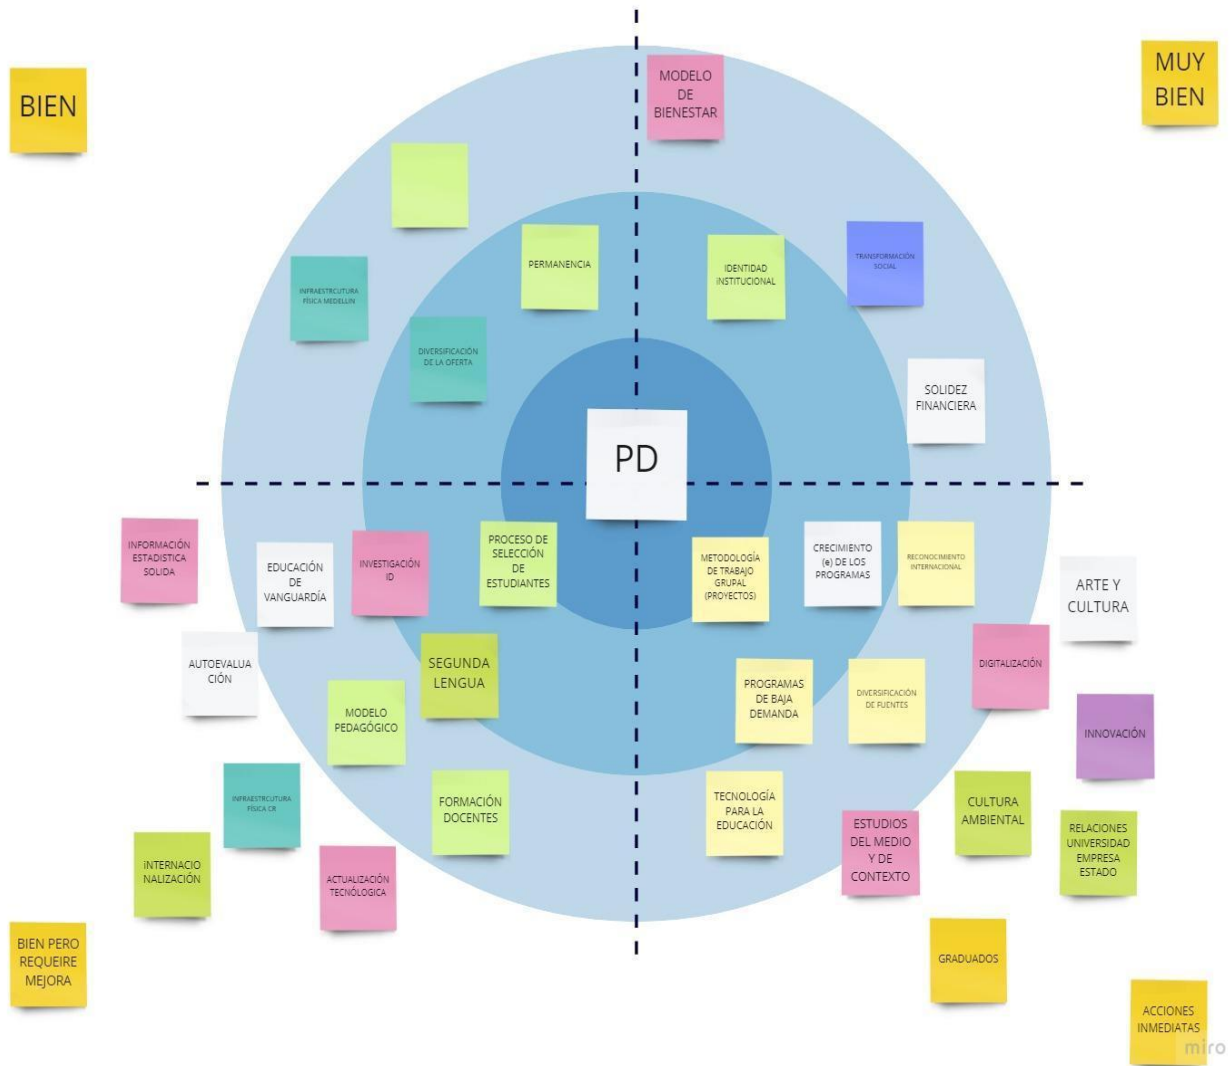 BIEN
MUY
BIEN
MODELO
DE
BIENESTAR
PERMANENCIA
IDENTIDAD
INSTITUCIONAL
TRANSFORMACIÓN
SOCIAL
INFRAESTRCUTURA
FÍSICA MEDELLIN
DIVERSIFICACIÓN
DE LA OFERTA
SOLIDEZ
FINANCIERA
PD
INFORMACIÓN
ESTADISTICA
SOLIDA
EDUCACIÓN
DE
VANGUARDÍA
INVESTIGACIÓN
ID
PROCESO DE
SELECCIÓN
DE
ESTUDIANTES
METODOLOGÍA
DE TRABAJO
GRUPAL
(PROYECTOS)
CRECIMIENTO
(e) DE LOS
PROGRAMAS
RECONOCIMIENTO
INTERNACIONAL
ARTE Y
CULTURA
AUTOEVALUA
CIÓN
SEGUNDA
LENGUA
MODELO
PEDAGÓGICO
PROGRAMAS
DE BAJA
DEMANDA
DIVERSIFICACIÓN
DE FUENTES
DIGITALIZACIÓN
INNOVACIÓN
INFRAESTRCUTURA
FÍSICA CR
FORMACIÓN
DOCENTES
TECNOLOGÍA
PARA LA
EDUCACIÓN
ESTUDIOS
DEL MEDIO
Y DE
CONTEXTO
CULTURA
AMBIENTAL
RELACIONES
UNIVERSIDAD
EMPRESA
ESTADO
iNTERNACIO
NALIZACIÓN
ACTUALIZACIÓN
TECNÓLOGICA
BIEN PERO
REQUEIRE
MEJORA
GRADUADOS
ACCIONES
INMEDIATAS
miro